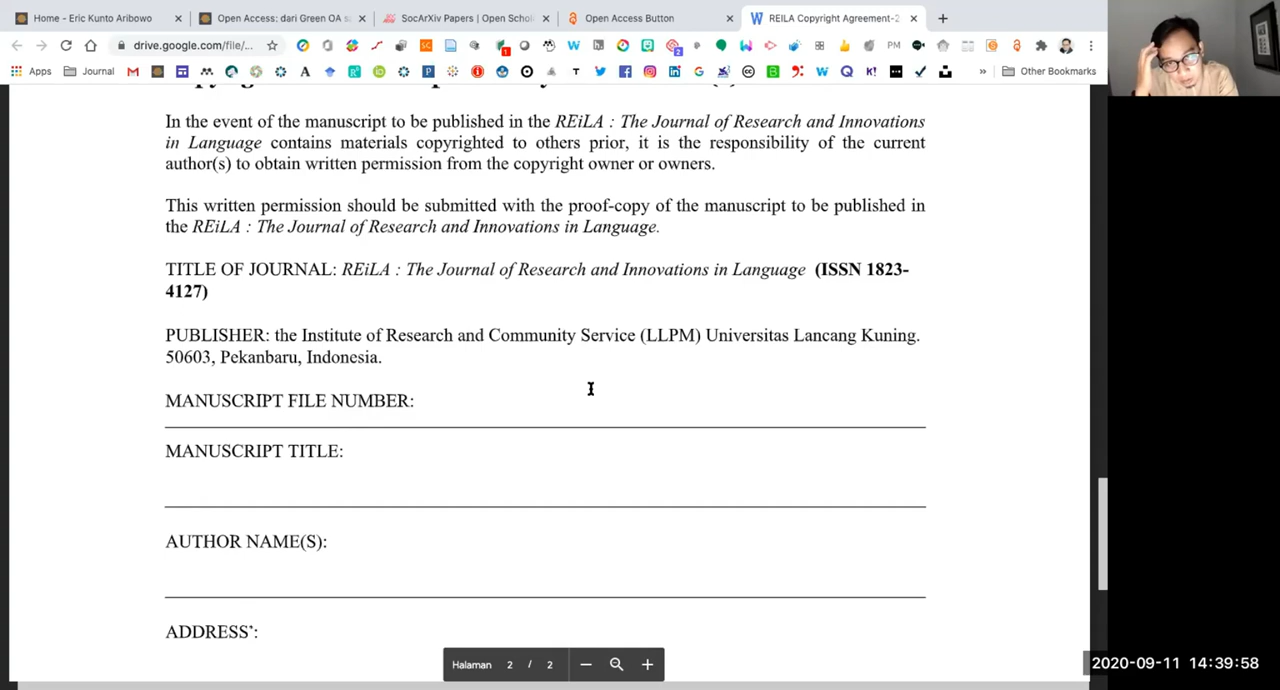 Home - Eric Kunto Aribowo
Open Access: dari Green OA s
SocArXiv Papers | Open Schol
Open Access Button
REILA Copyright Agreement-2
drive.google.com/file/...
PM
Apps
Journal
Other Bookmarks
In the event of the manuscript to be published in the REiLA : The Journal of Research and Innovations
in Language contains materials copyrighted to others prior, it is the responsibility of the current
author(s) to obtain written permission from the copyright owner or owners.
This written permission should be submitted with the proof-copy of the manuscript to be published in
the REiLA : The Journal of Research and Innovations in Language.
TITLE OF JOURNAL: REiLA : The Journal of Research and Innovations in Language (ISSN 1823-
4127)
PUBLISHER: the Institute of Research and Community Service (LLPM) Universitas Lancang Kuning.
50603, Pekanbaru, Indonesia.
MANUSCRIPT FILE NUMBER:
MANUSCRIPT TITLE:
AUTHOR NAME(S):
ADDRESS`:
Halaman 2 / 2
2020-09-11 14:39:58